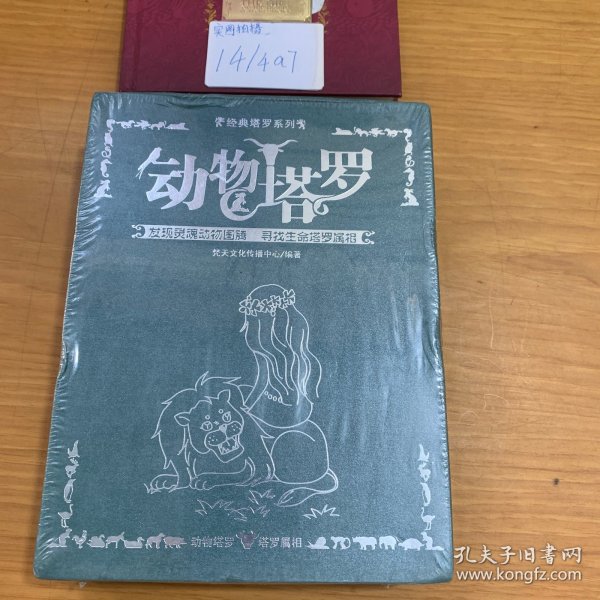 实图拍摄
14/4a7
经典塔罗系列
动物塔罗
发现灵魂动物图腾 寻找生命塔罗属相
梵天文化传播中心/编著
动物塔罗 塔罗属相
孔夫子旧书网
www.kongfz.com